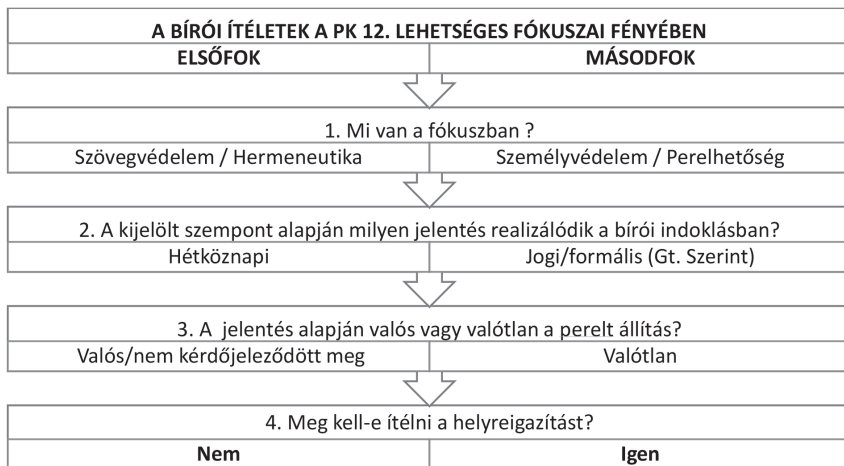 A BÍRÓI ÍTÉLETEK A PK 12. LEHETSÉGES FÓKUSZAI FÉNYÉBEN
ELSŐFOK MÁSODFOK
1. Mi van a fókuszban ?
Szövegvédelem / Hermeneutika Személyvédelem / Perelhetőség
2. A kijelölt szempont alapján milyen jelentés realizálódik a bírói indoklásban?
Hétköznapi Jogi/formális (Gt. Szerint)
3. A jelentés alapján valós vagy valótlan a perelt állítás?
Valós/nem kérdőjeleződött meg Valótlan
4. Meg kell-e ítélni a helyreigazítást?
Nem Igen